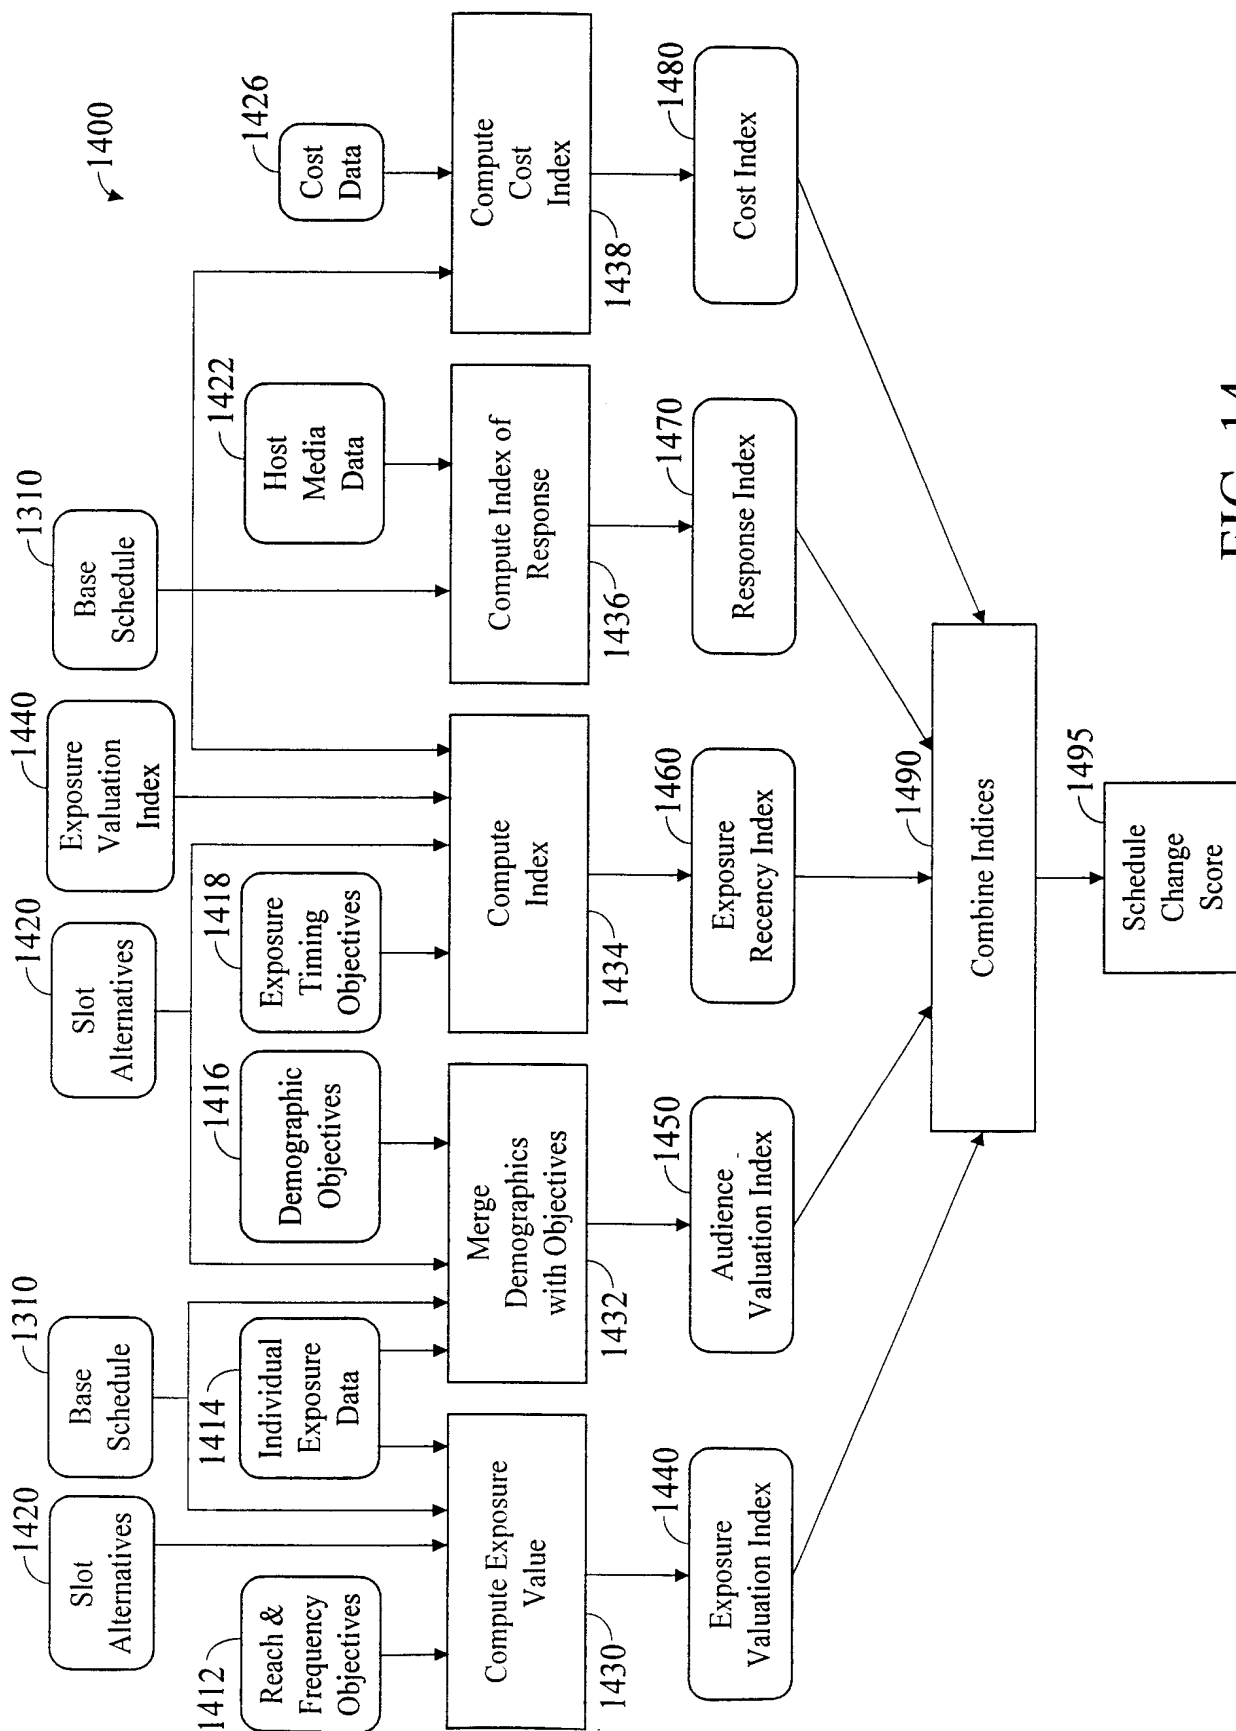 1400
1420
Slot
Alternatives
1310
Base
Schedule
1420
Slot
Alternatives
1440
Exposure
Valuation
Index
1310
Base
Schedule
1412
Reach &
Frequency
Objectives
1414
Individual
Exposure
Data
1416
Demographic
Objectives
1418
Exposure
Timing
Objectives
1422
Host
Media
Data
1426
Cost
Data
Compute Exposure
Value
1430
Merge
Demographics
with Objectives
1432
Compute
Index
1434
Compute Index of
Response
1436
Compute
Cost
Index
1438
1440
Exposure
Valuation Index
1450
Audience
Valuation Index
1460
Exposure
Recency Index
1470
Response Index
1480
Cost Index
1490
Combine Indices
1495
Schedule
Change
Score
FIG. 14